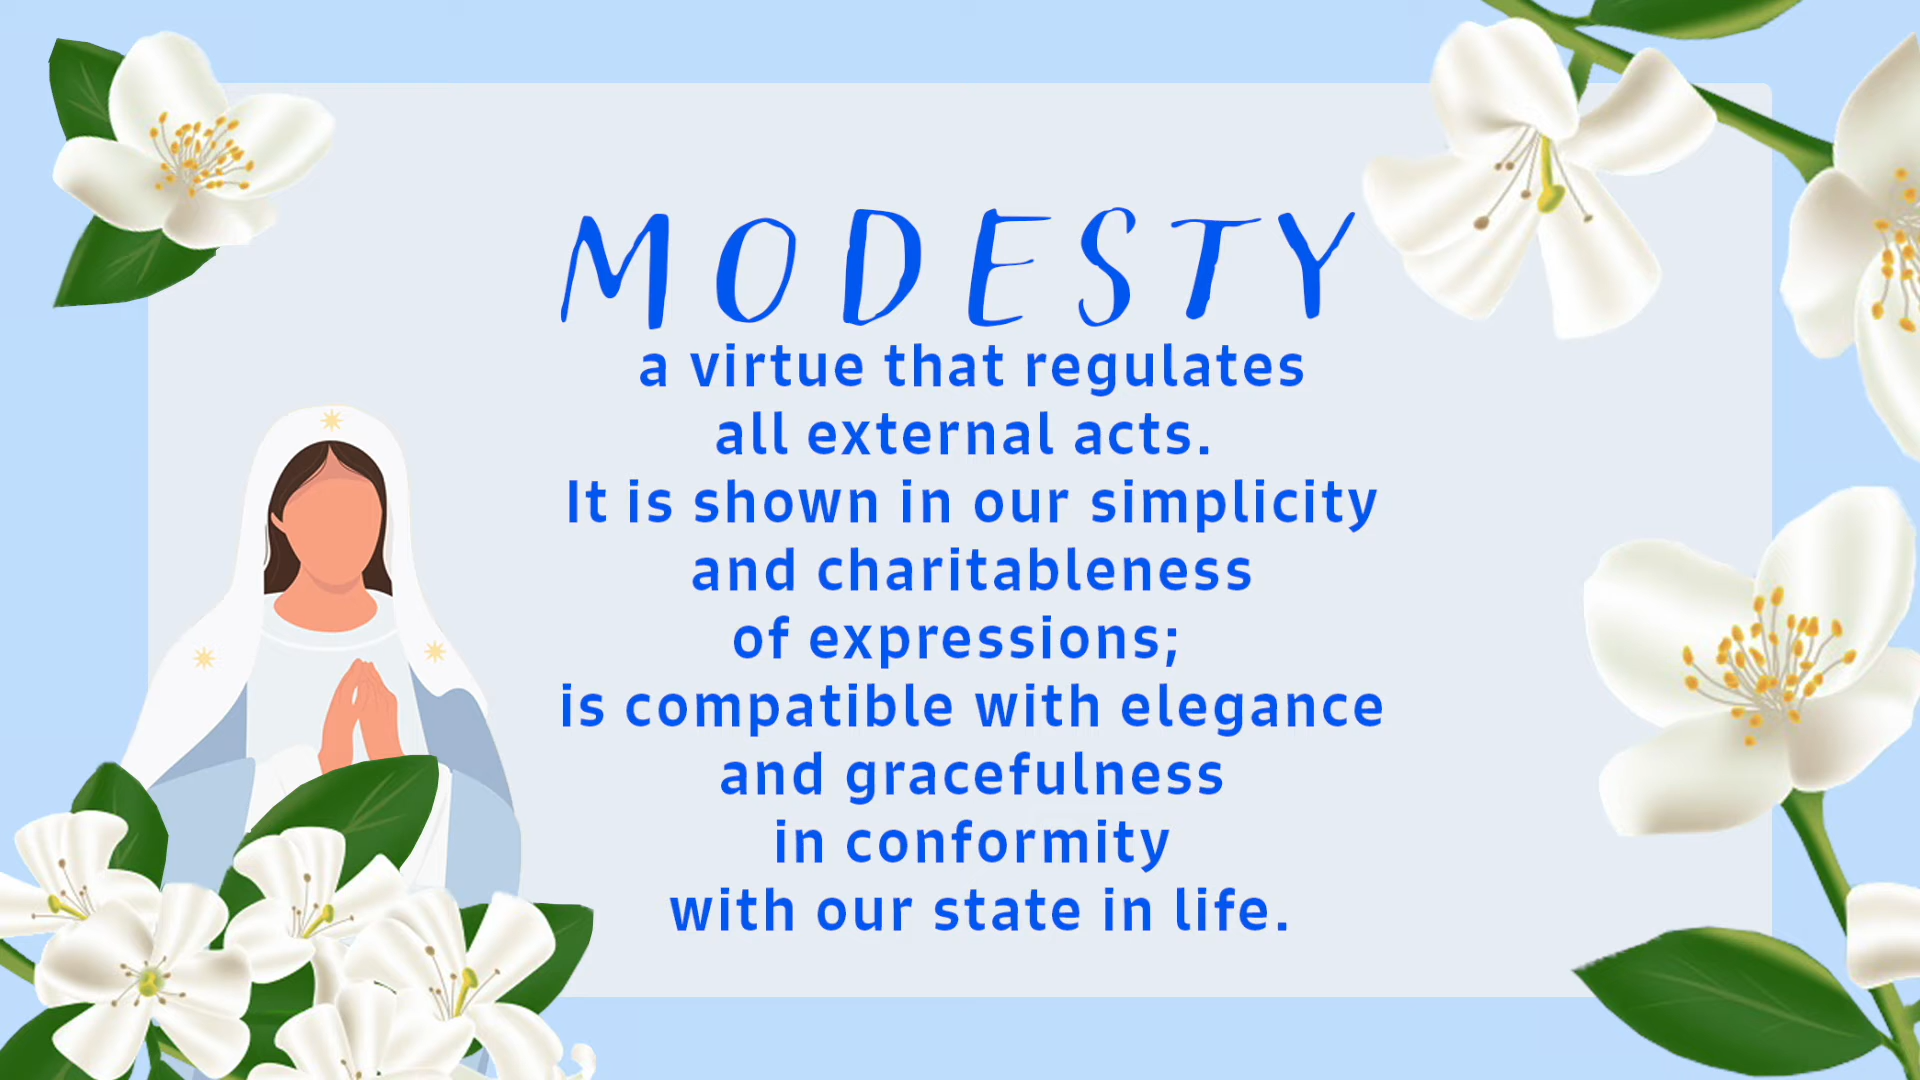 MODESTY
a virtue that regulates
all external acts.
It is shown in our simplicity
and charitableness
of expressions;
is compatible with elegance
and gracefulness
in conformity
with our state in life.